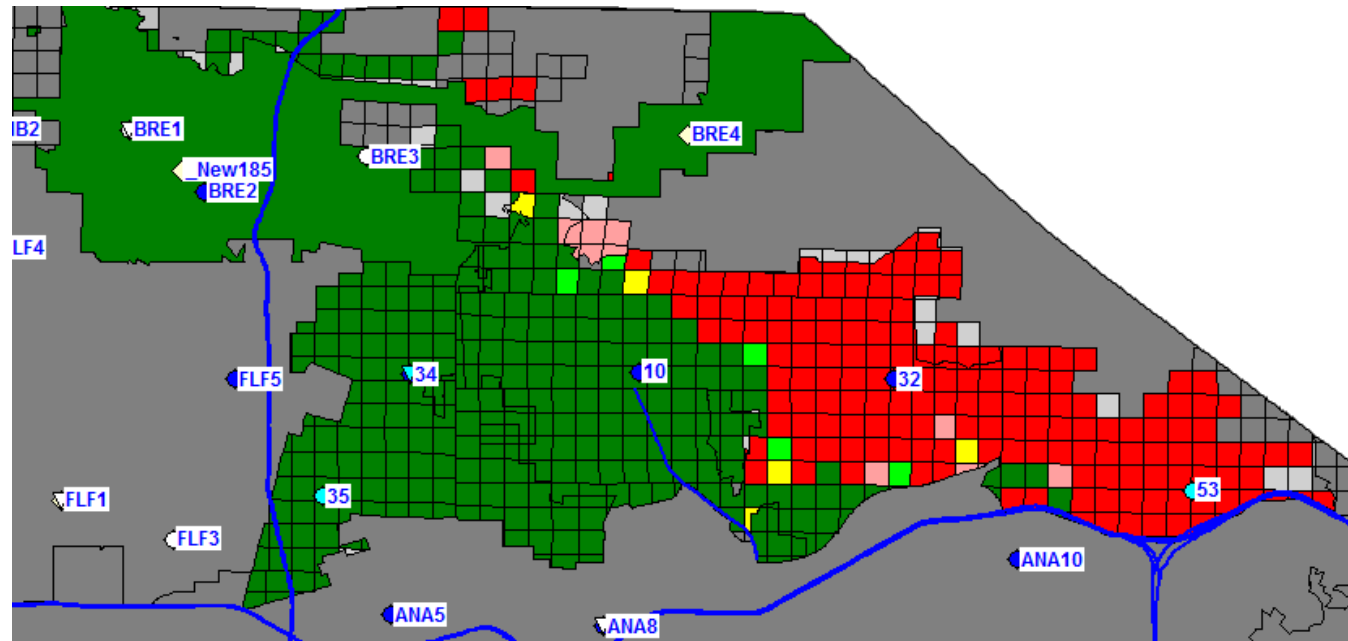 IB2
BRE1
BRE4
BRE3
_New185
BRE2
LF4
FLF5
34
10
32
FLF1
35
53
FLF3
ANA10
ANA5
ANA8